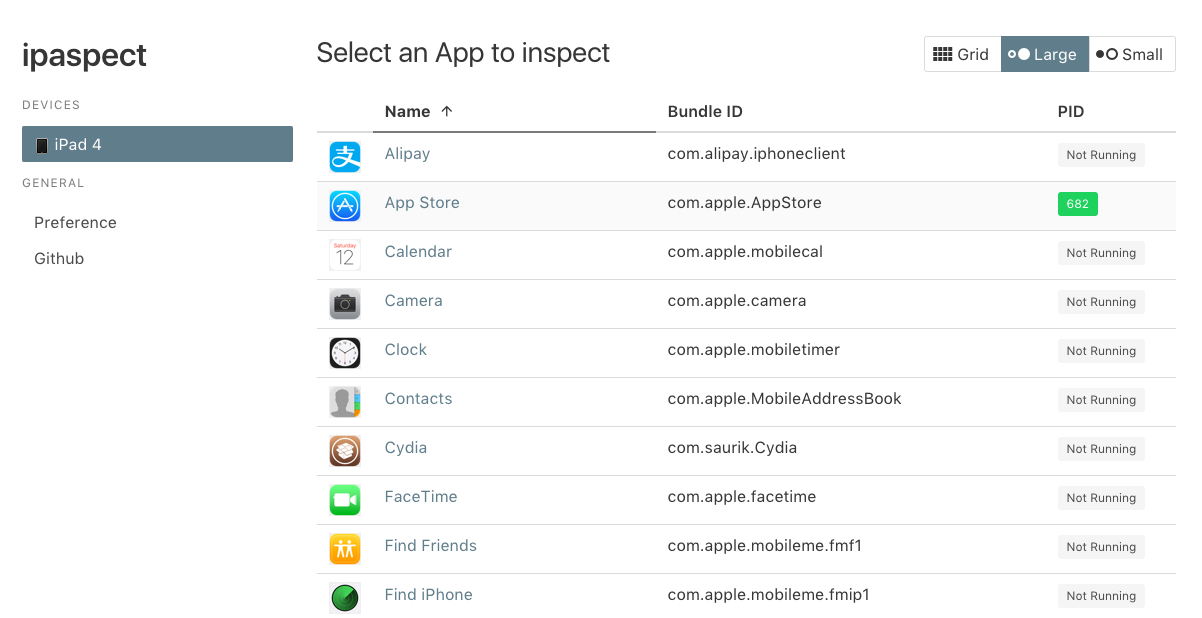 ipaspect
DEVICES
iPad 4
GENERAL
Preference
Github
Select an App to inspect
Grid Large Small
Name ↑ Bundle ID PID
支 Alipay com.alipay.iphoneclient Not Running
App Store com.apple.AppStore 682
Saturday
12 Calendar com.apple.mobilecal Not Running
Camera com.apple.camera Not Running
Clock com.apple.mobiletimer Not Running
Contacts com.apple.MobileAddressBook Not Running
Cydia com.saurik.Cydia Not Running
FaceTime com.apple.facetime Not Running
Find Friends com.apple.mobileme.fmf1 Not Running
Find iPhone com.apple.mobileme.fmip1 Not Running